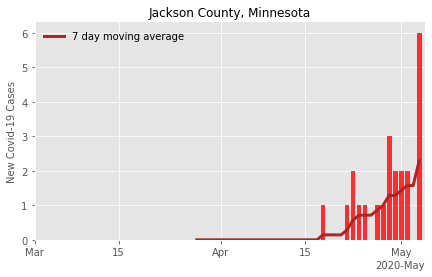 Jackson County, Minnesota
7 day moving average
New Covid-19 Cases
6
5
4
3
2
1
0
Mar
15
Apr
15
May
2020-May